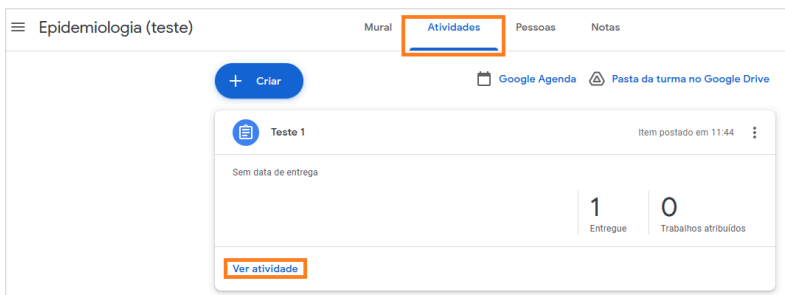 Epidemiologia (teste)
Mural Atividades Pessoas Notas
Criar
Google Agenda Pasta da turma no Google Drive
Teste 1 Item postado em 11:44
Sem data de entrega
1 0
Entregue Trabalhos atribuídos
Ver atividade